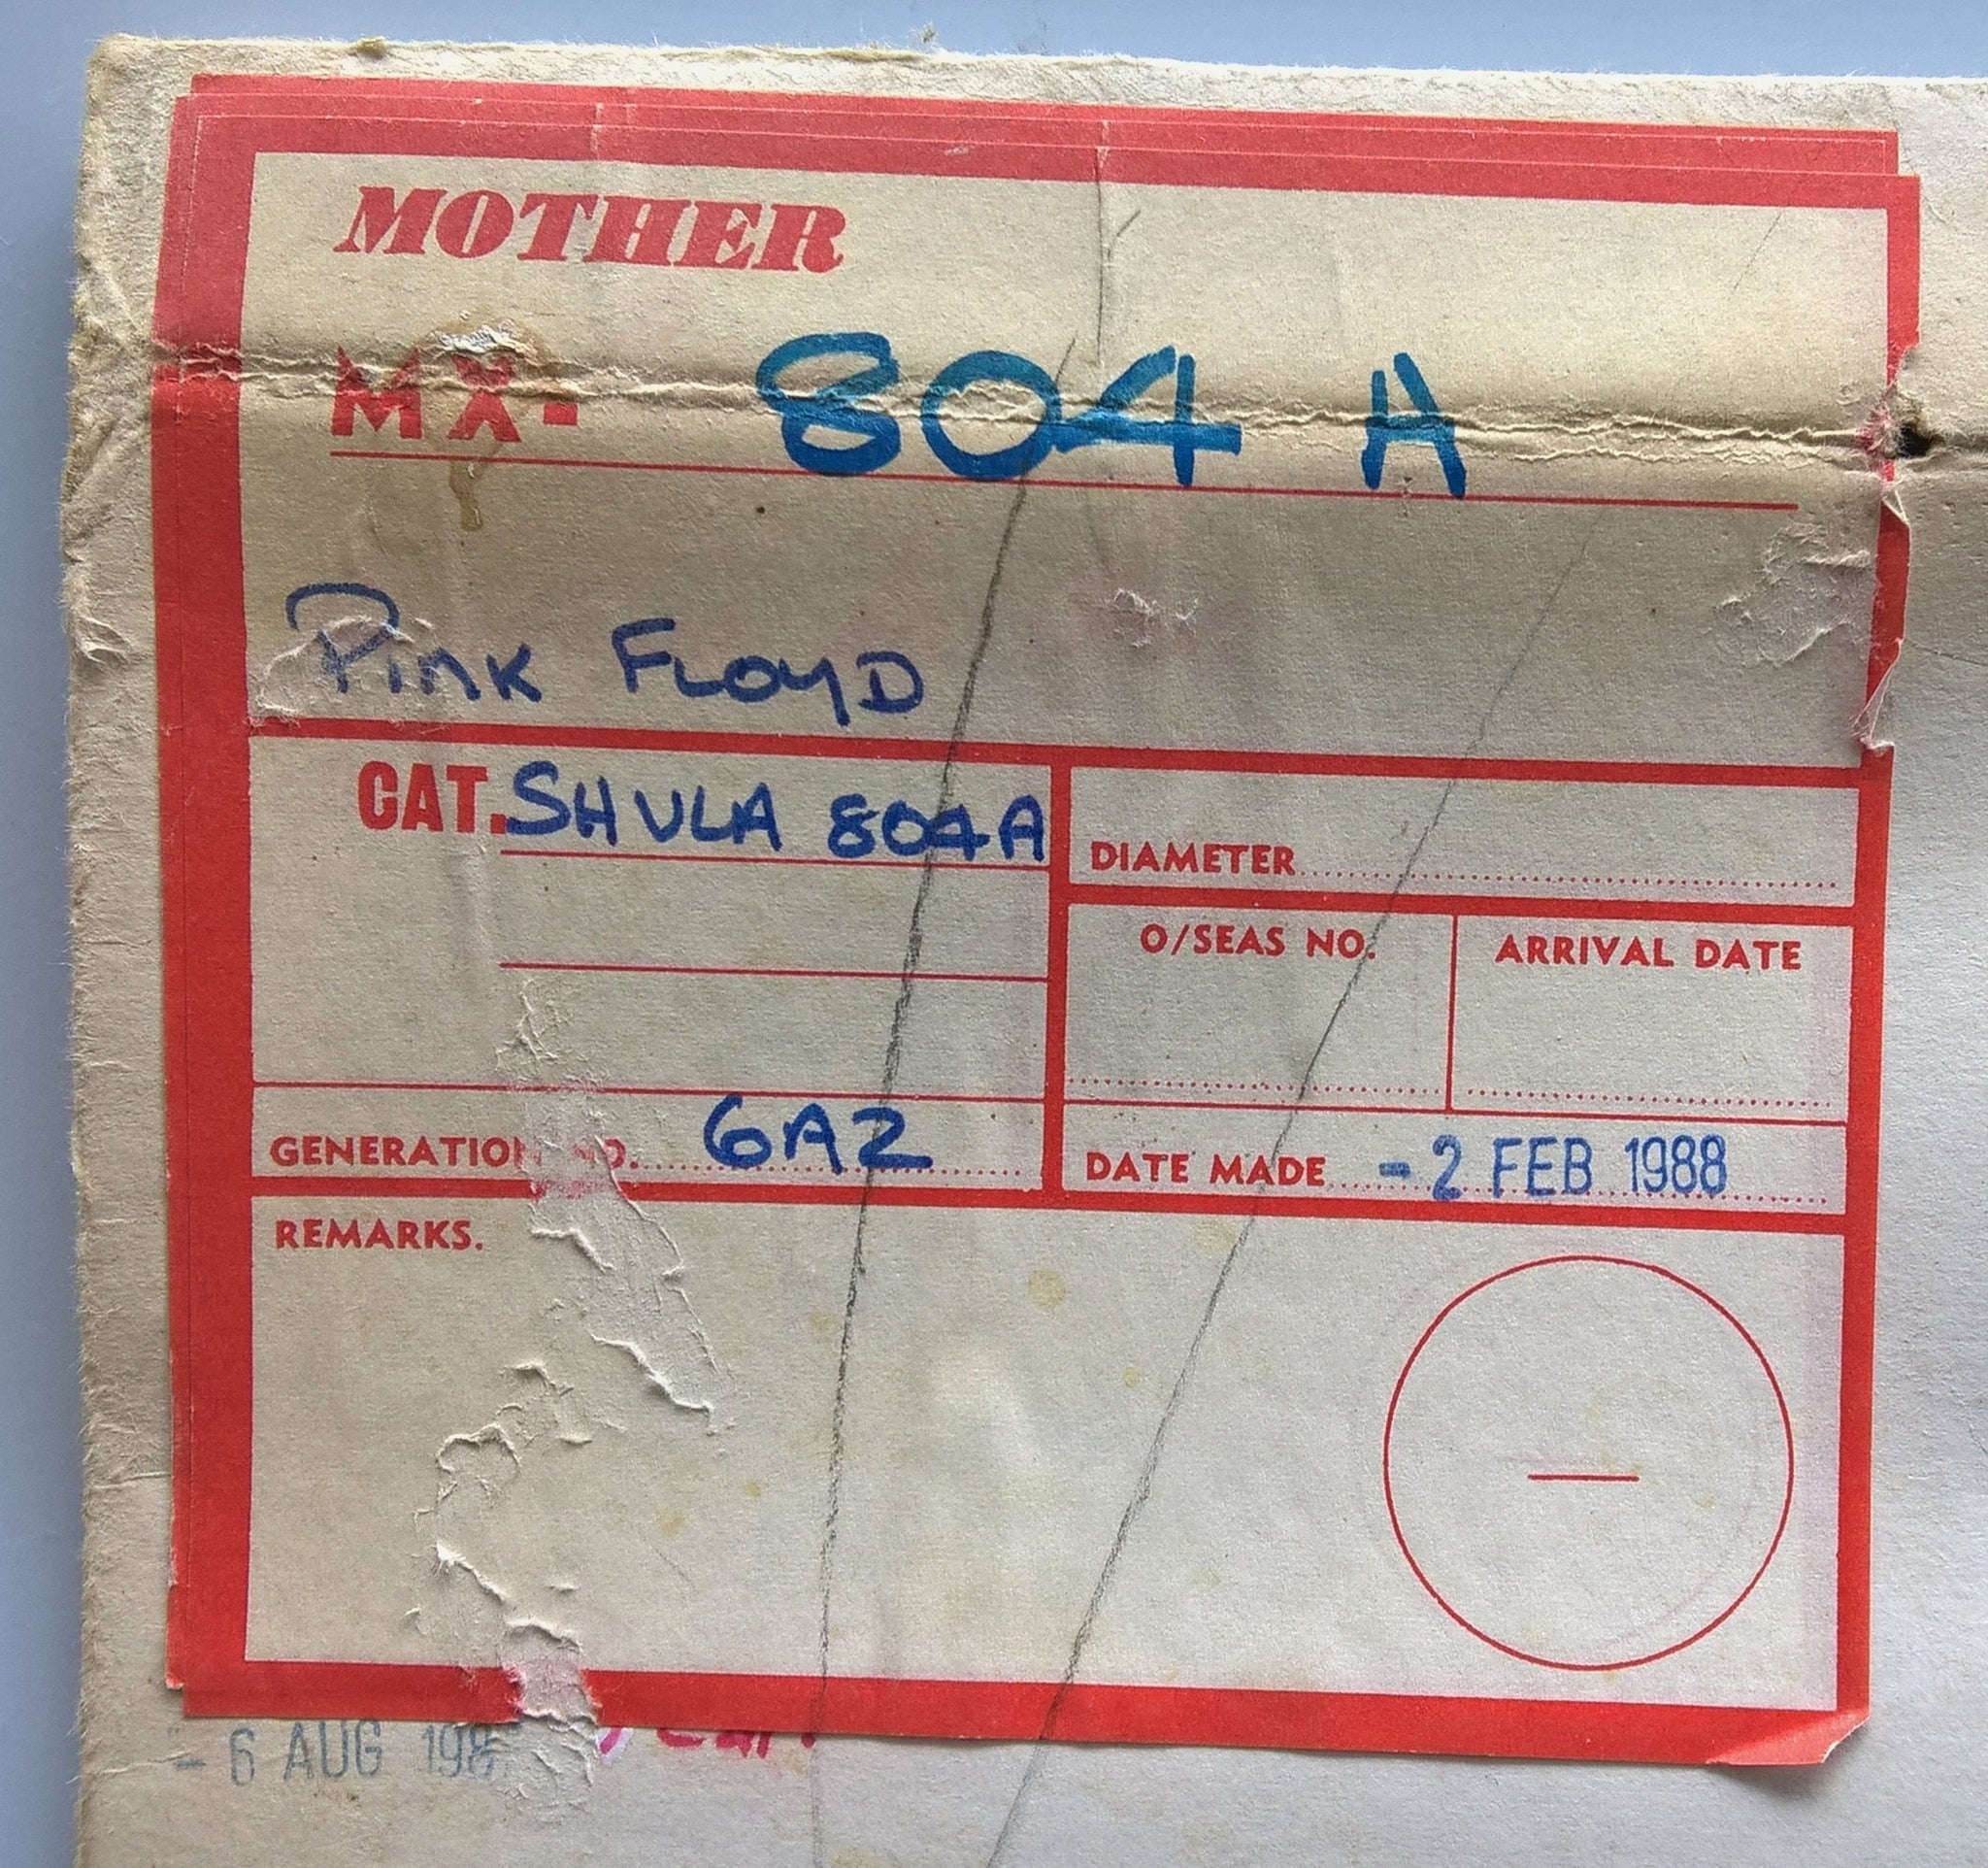 MOTHER
MX- 804 A
PINK FLOYD
CAT. SHVLA 804A
DIAMETER
O/SEAS NO. ARRIVAL DATE
GENERATION NO. 6A2
DATE MADE - 2 FEB 1988
REMARKS.
- 6 AUG